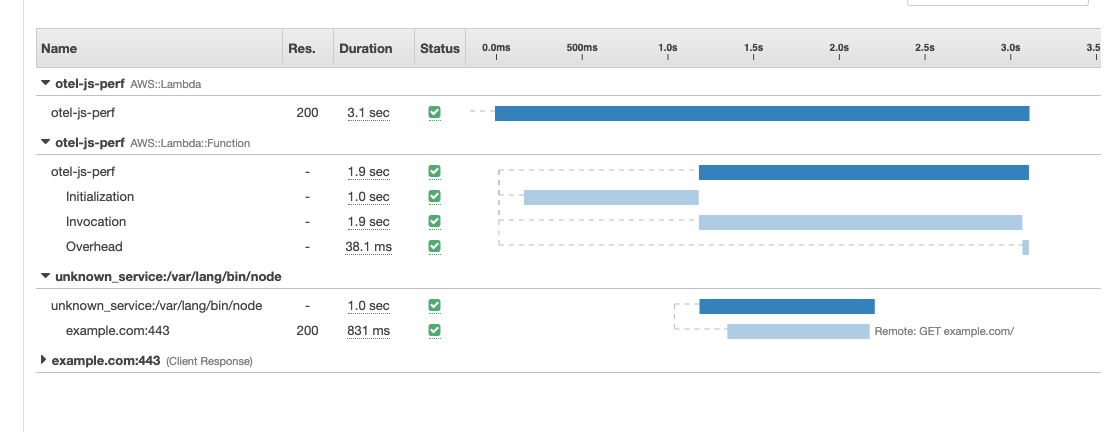 Name Res. Duration Status 0.0ms 500ms 1.0s 1.5s 2.0s 2.5s 3.0s 3.5
otel-js-perf AWS::Lambda
otel-js-perf 200 3.1 sec
otel-js-perf AWS::Lambda::Function
otel-js-perf - 1.9 sec
Initialization - 1.0 sec
Invocation - 1.9 sec
Overhead - 38.1 ms
unknown_service:/var/lang/bin/node
unknown_service:/var/lang/bin/node - 1.0 sec
example.com:443 200 831 ms Remote: GET example.com/
example.com:443 (Client Response)